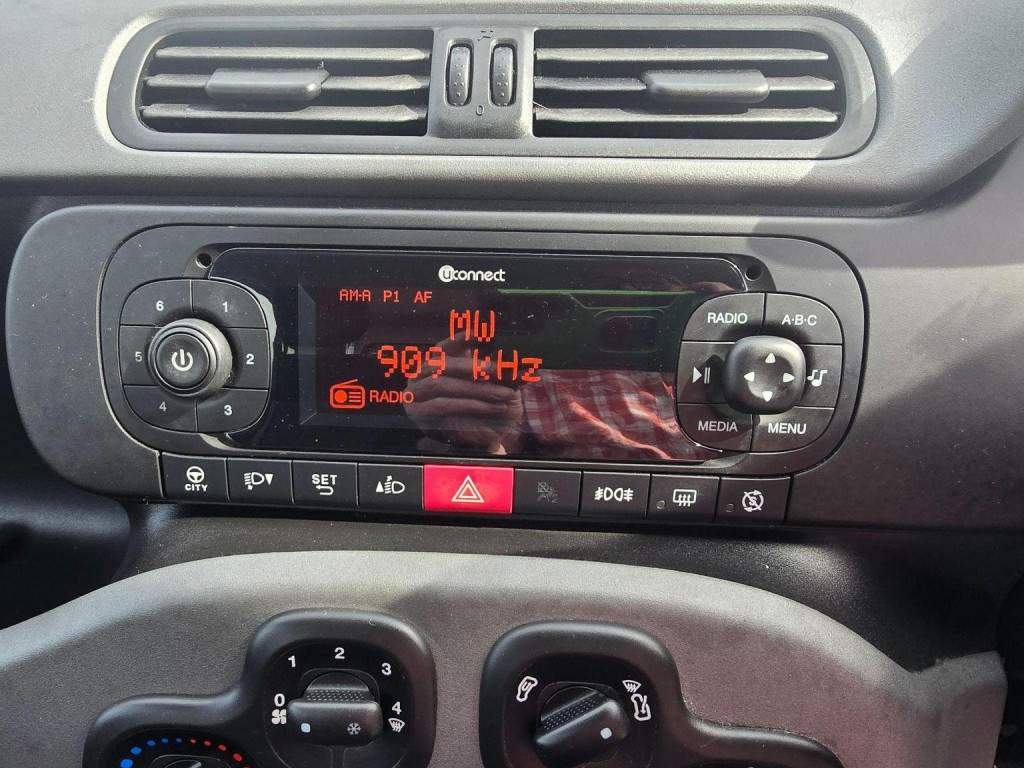 0
uconnect
AM-A P1 AF
MW
909 kHz
RADIO
6 1
5 2
4 3
RADIO A·B·C
MEDIA MENU
CITY
SET
0 1 2 3 4